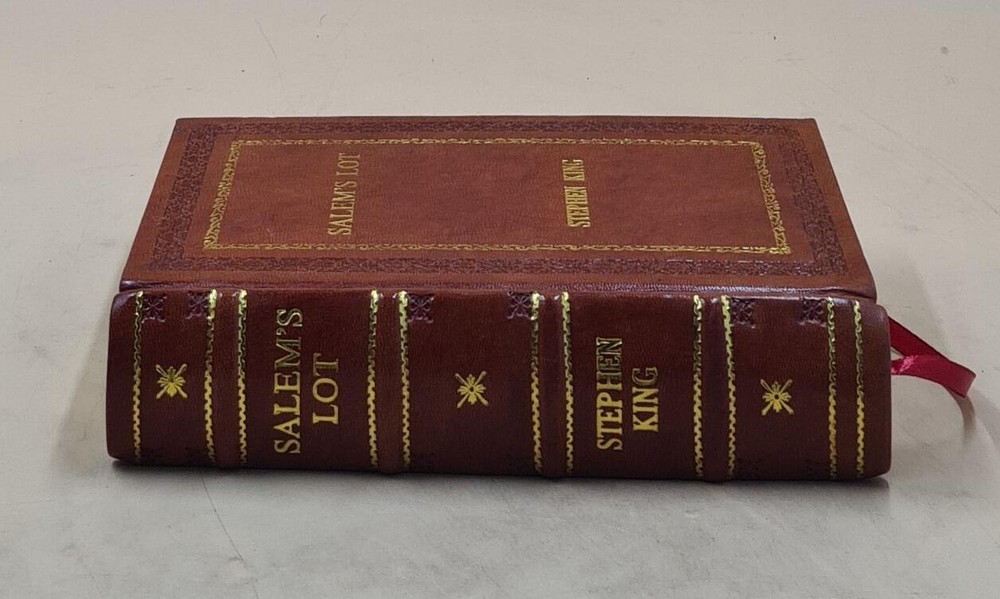 SALEM'S LOT
STEPHEN KING
SALEM'S
LOT
STEPHEN
KING